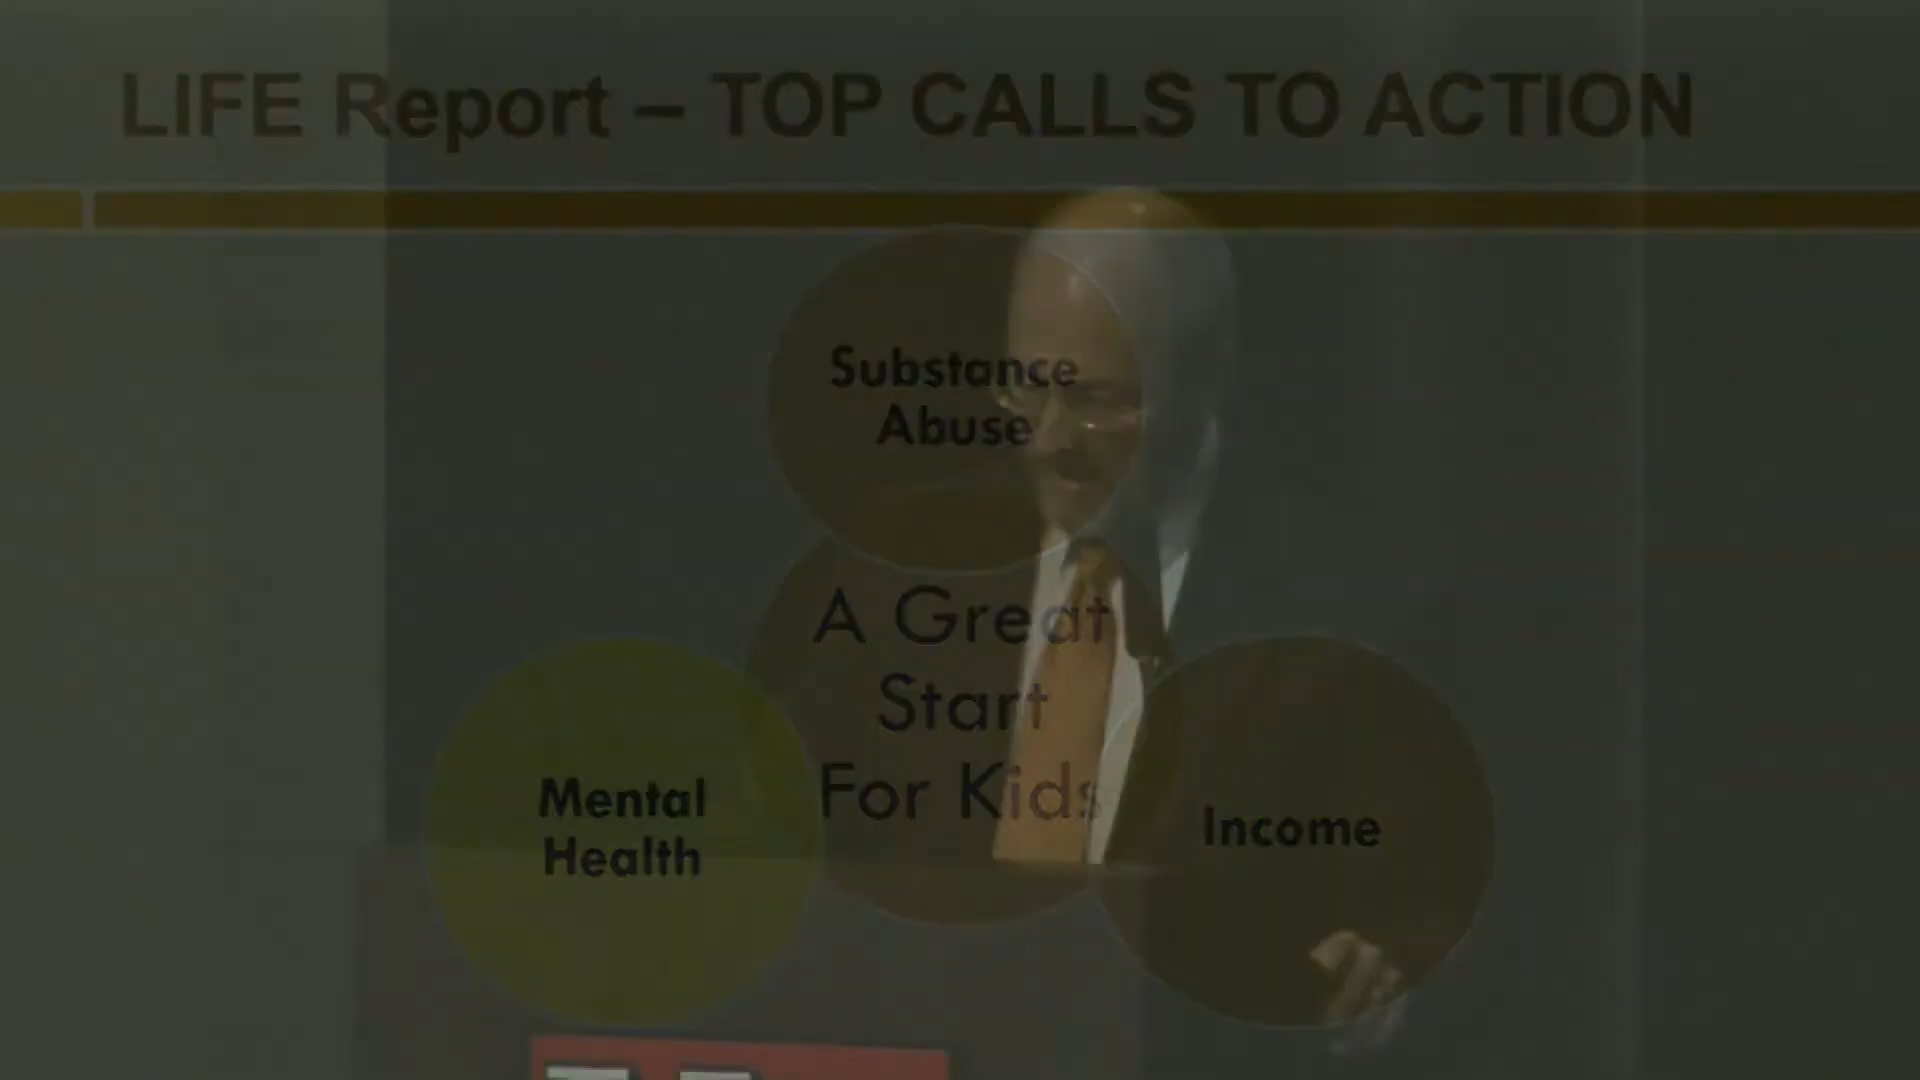 LIFE Report – TOP CALLS TO ACTION
Substance
Abuse
A Great
Start
For Kids
Mental
Health
Income